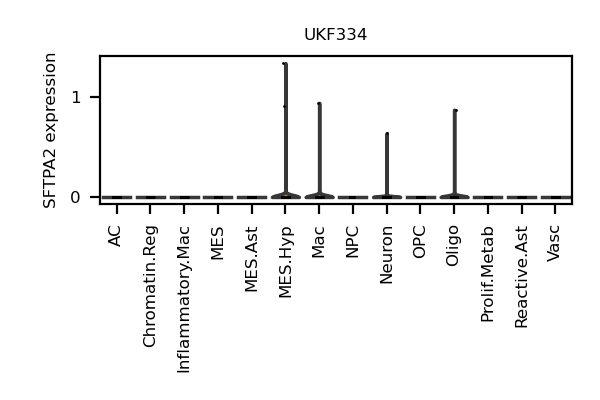 UKF334
SFTPA2 expression
1
0
AC
Chromatin.Reg
Inflammatory.Mac
MES
MES.Ast
MES.Hyp
Mac
NPC
Neuron
OPC
Oligo
Prolif.Metab
Reactive.Ast
Vasc